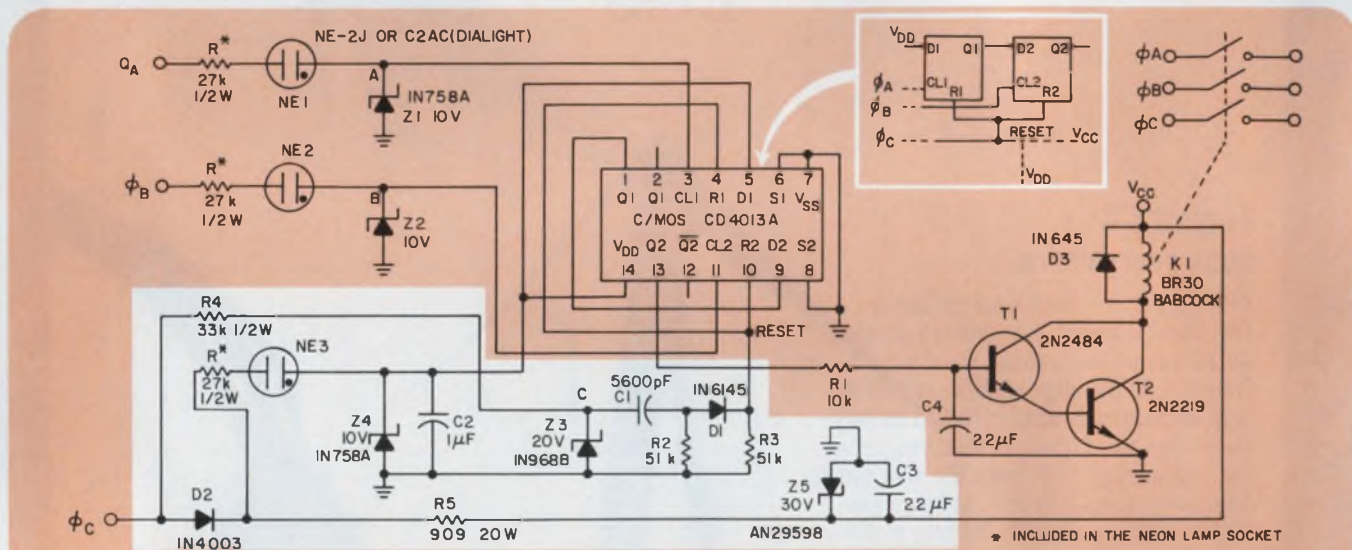 NE-2J OR C2AC(DIALIGHT)
QA
R*
27k
1/2W
NE1
A
IN758A
Z1 10V
φB
R*
27k
1/2W
NE2
B
Z2
10V
1 2 3 4 5 6 7
Q1 Q1 CL1 R1 D1 S1 VSS
C/MOS CD4013A
VDD Q2 Q2 CL2 R2 D2 S2
14 13 12 11 10 9 8
RESET
VDD
D1 Q1 D2 Q2
φA
CL1
R1
φB
CL2
R2
φC
RESET
VCC
VDD
φA
φB
φC
VCC
IN645
D3
K1
BR30
BABCOCK
T1
2N2484
T2
2N2219
R1
10k
C4
22μF
R4
33k 1/2W
R*
27k
1/2W
NE3
Z4
10V
IN758A
C2
1μF
C
Z3
20V
IN968B
5600pF
C1
IN6145
D1
R2
51k
R3
51k
Z5
30V
C3
22μF
φC
D2
IN4003
R5
909 20W
AN29598
* INCLUDED IN THE NEON LAMP SOCKET